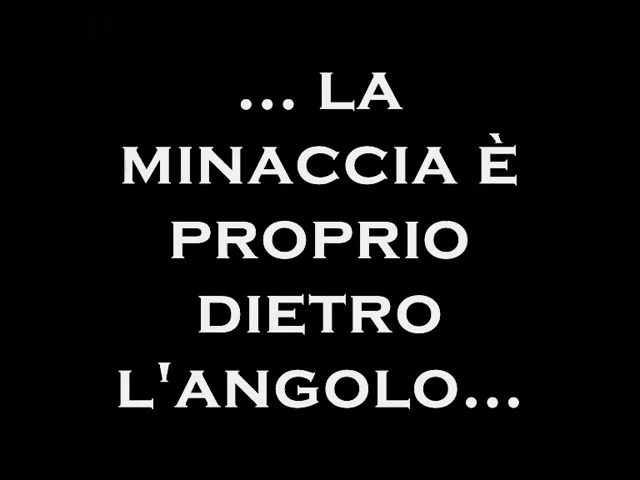 ... LA
MINACCIA È
PROPRIO
DIETRO
L'ANGOLO...